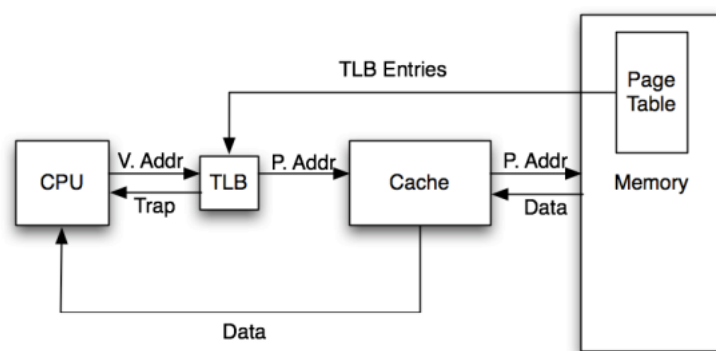 TLB Entries
Page
Table
V. Addr
P. Addr
P. Addr
CPU
TLB
Cache
Memory
Trap
Data
Data